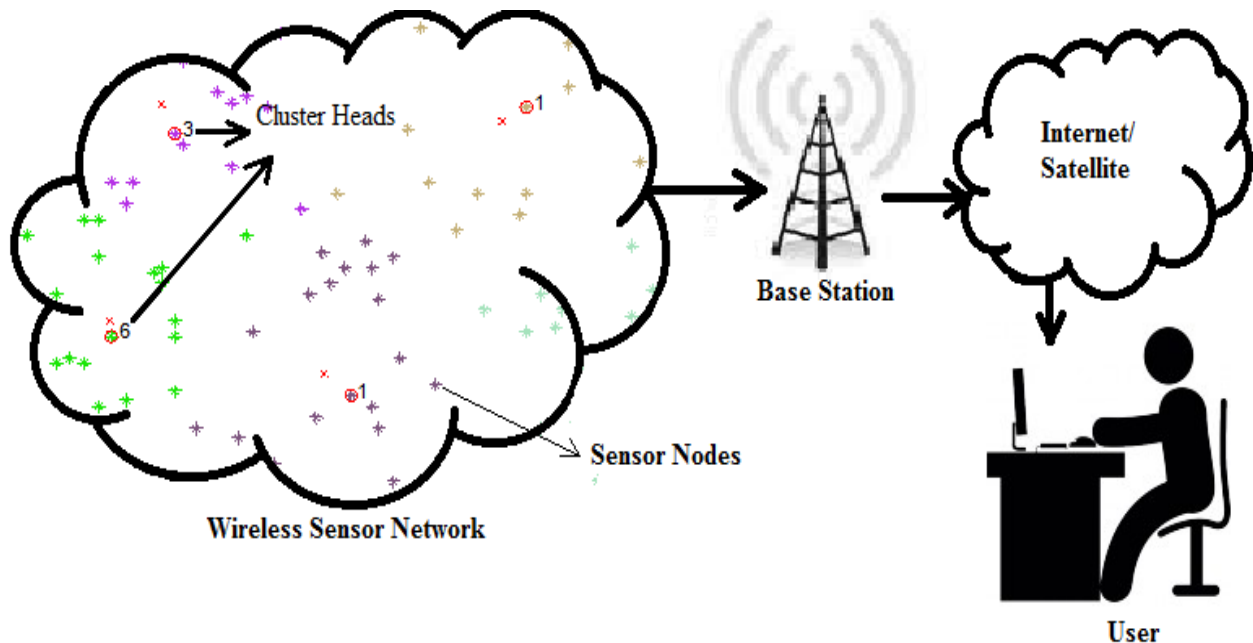 1
3
Cluster Heads
Internet/
Satellite
Base Station
6
1
Sensor Nodes
Wireless Sensor Network
User